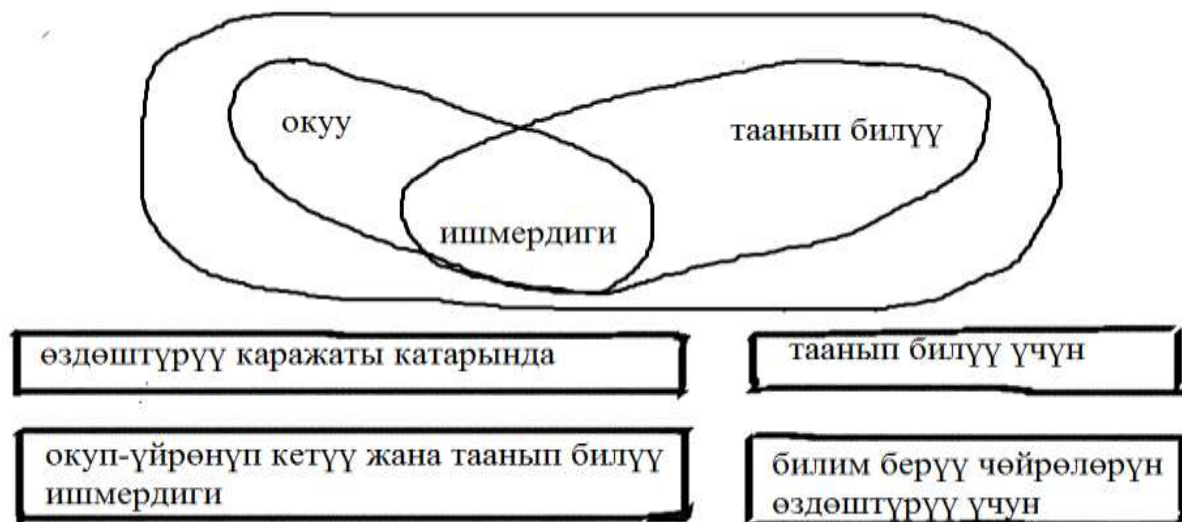 окуу
таанып билүү
ишмердиги
өздөштүрүү каражаты катарында
таанып билүү үчүн
окуп-үйрөнүп кетүү жана таанып билүү
ишмердиги
билим берүү чөйрөлөрүн
өздөштүрүү учун